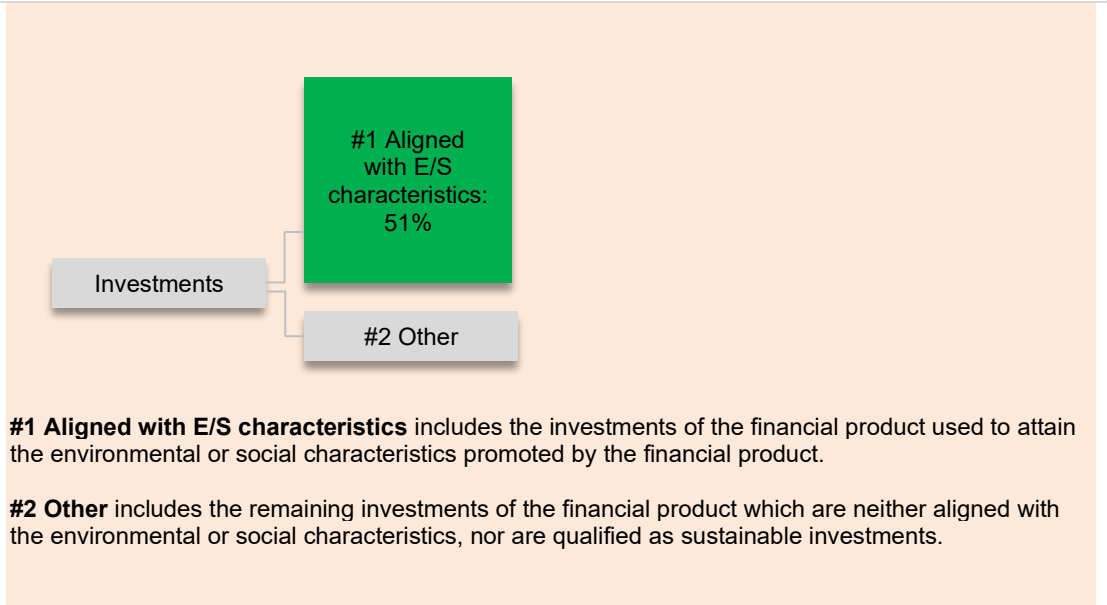 #1 Aligned
with E/S
characteristics:
51%
Investments
#2 Other
#1 Aligned with E/S characteristics includes the investments of the financial product used to attain
the environmental or social characteristics promoted by the financial product.
#2 Other includes the remaining investments of the financial product which are neither aligned with
the environmental or social characteristics, nor are qualified as sustainable investments.